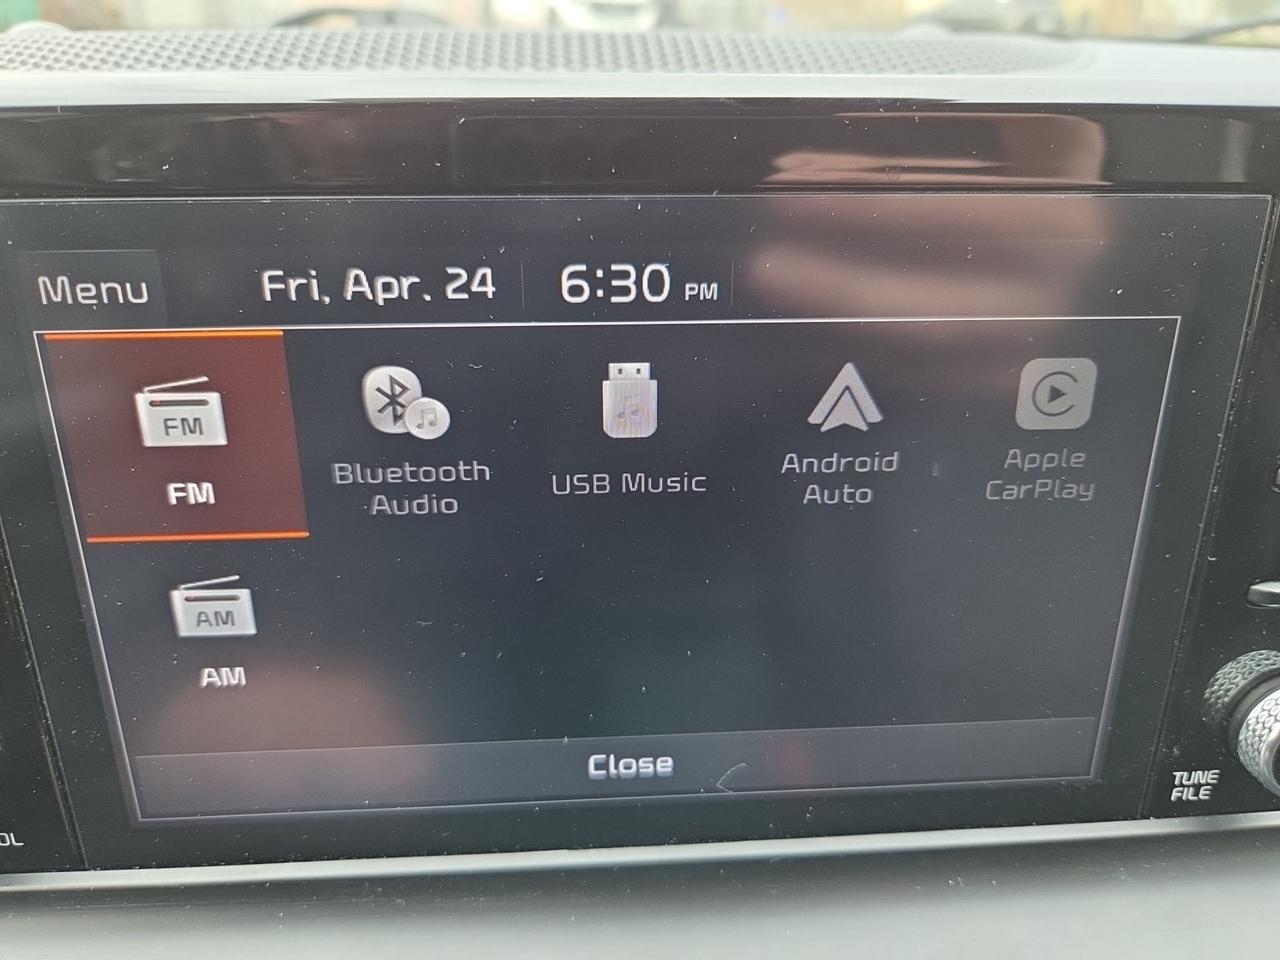 Menu
Fri, Apr. 24
6:30 PM
FM
FM
Bluetooth
Audio
USB Music
Android
Auto
Apple
CarPlay
AM
AM
Close
TUNE
FILE
OL